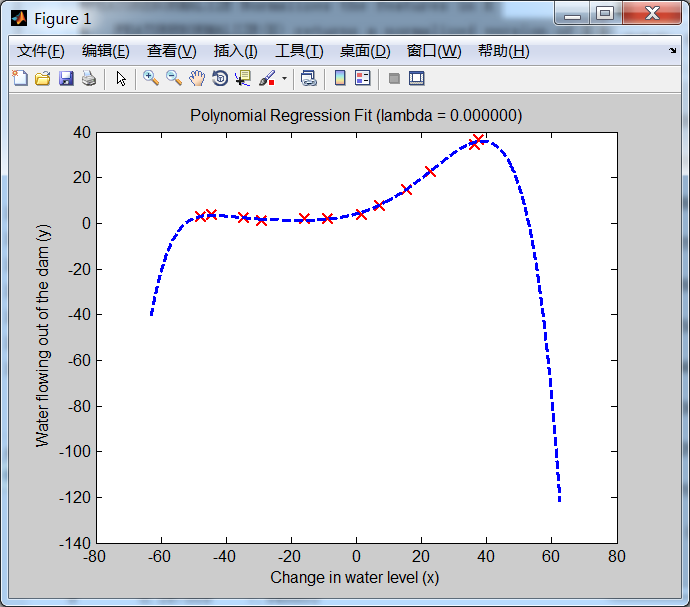 Figure 1
文件(F) 编辑(E) 查看(V) 插入(I) 工具(T) 桌面(D) 窗口(W) 帮助(H)
Polynomial Regression Fit (lambda = 0.000000)
40
20
0
-20
-40
-60
-80
-100
-120
-140
Water flowing out of the dam (y)
-80 -60 -40 -20 0 20 40 60 80
Change in water level (x)